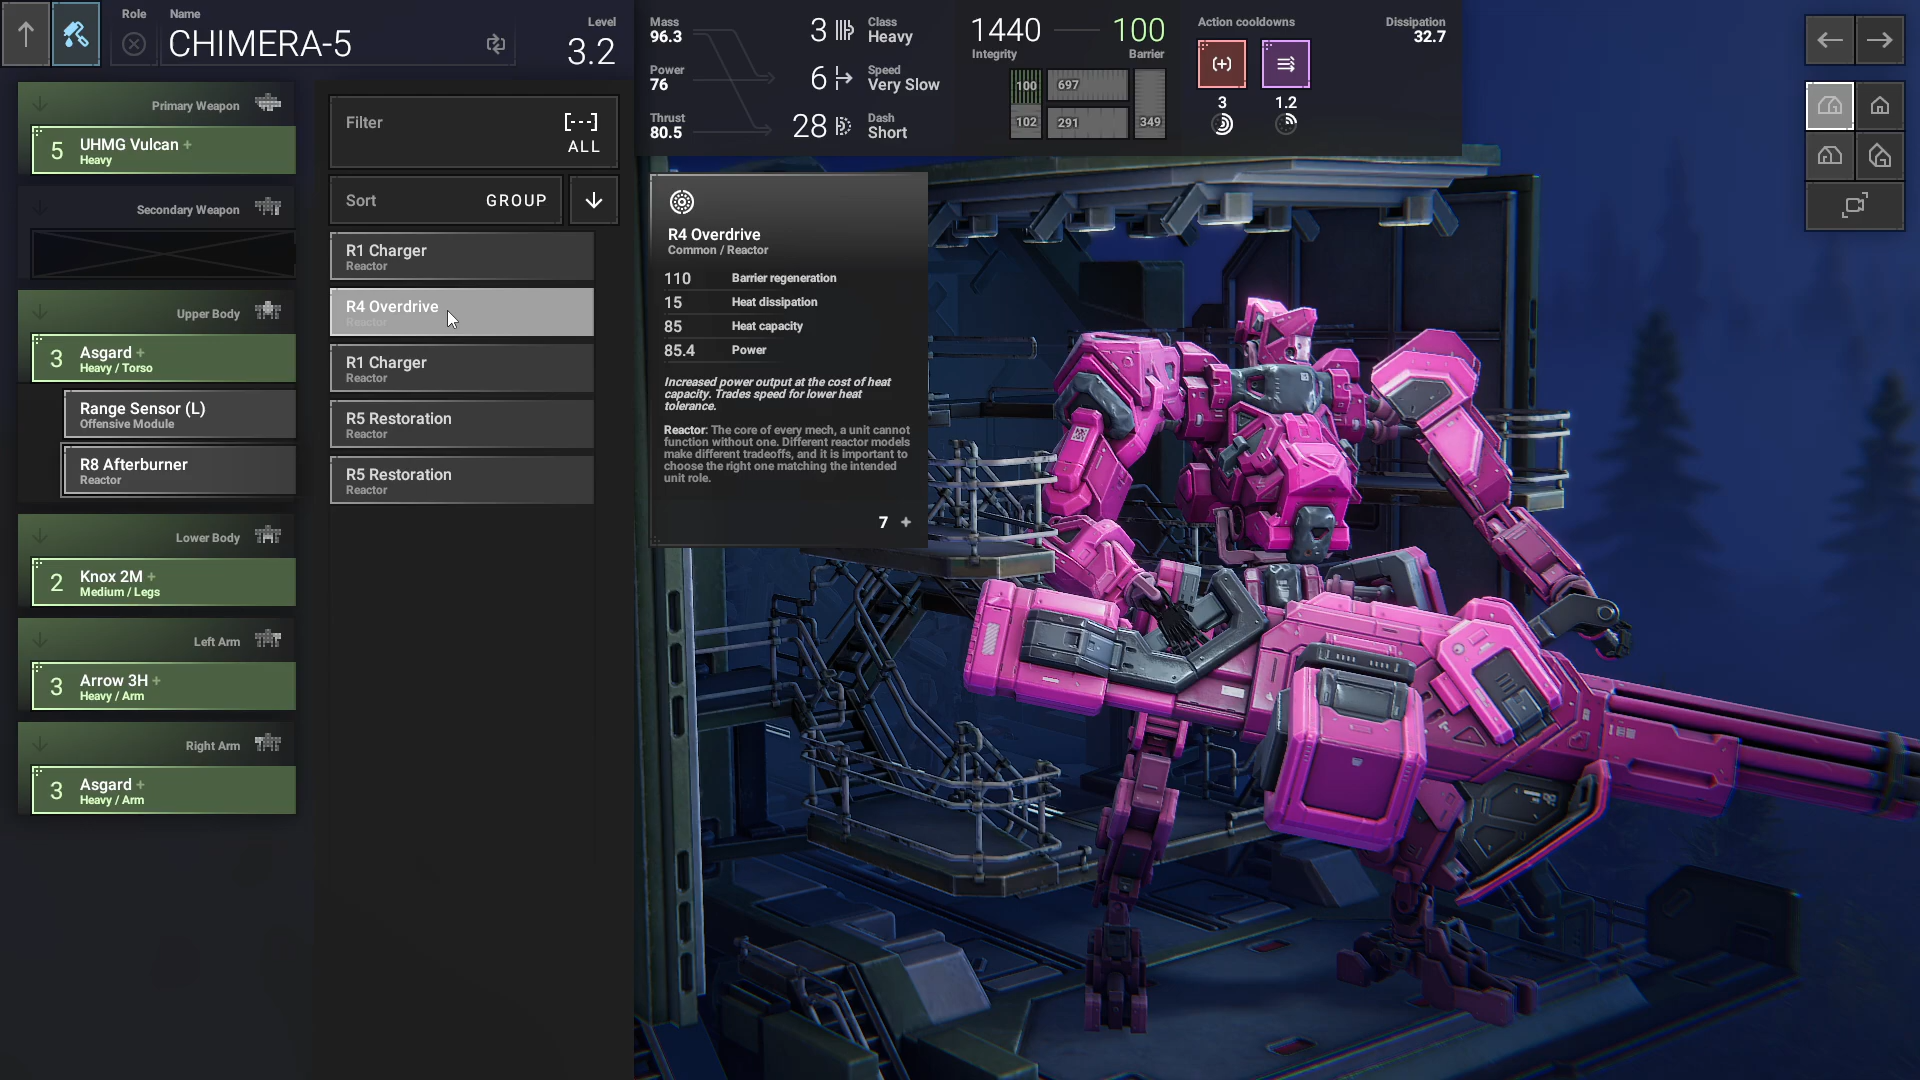 Role
Name
CHIMERA-5
Level
3.2
Primary Weapon
5
UHMG Vulcan +
Heavy
Secondary Weapon
Upper Body
3
Asgard +
Heavy / Torso
Range Sensor (L)
Offensive Module
R8 Afterburner
Reactor
Lower Body
2
Knox 2M +
Medium / Legs
Left Arm
3
Arrow 3H +
Heavy / Arm
Right Arm
3
Asgard +
Heavy / Arm
Filter
[---]
ALL
Sort
GROUP
R1 Charger
Reactor
R4 Overdrive
Reactor
R1 Charger
Reactor
R5 Restoration
Reactor
R5 Restoration
Reactor
Mass
96.3
Power
76
Thrust
80.5
3
Class
Heavy
6
Speed
Very Slow
28
Dash
Short
1440
Integrity
100
Barrier
100
697
102
291
349
Action cooldowns
3
1.2
Dissipation
32.7
R4 Overdrive
Common / Reactor
110 Barrier regeneration
15 Heat dissipation
85 Heat capacity
85.4 Power
Increased power output at the cost of heat
capacity. Trades speed for lower heat
tolerance.
Reactor: The core of every mech, a unit cannot
function without one. Different reactor models
make different tradeoffs, and it is important to
choose the right one matching the intended
unit role.
7 +